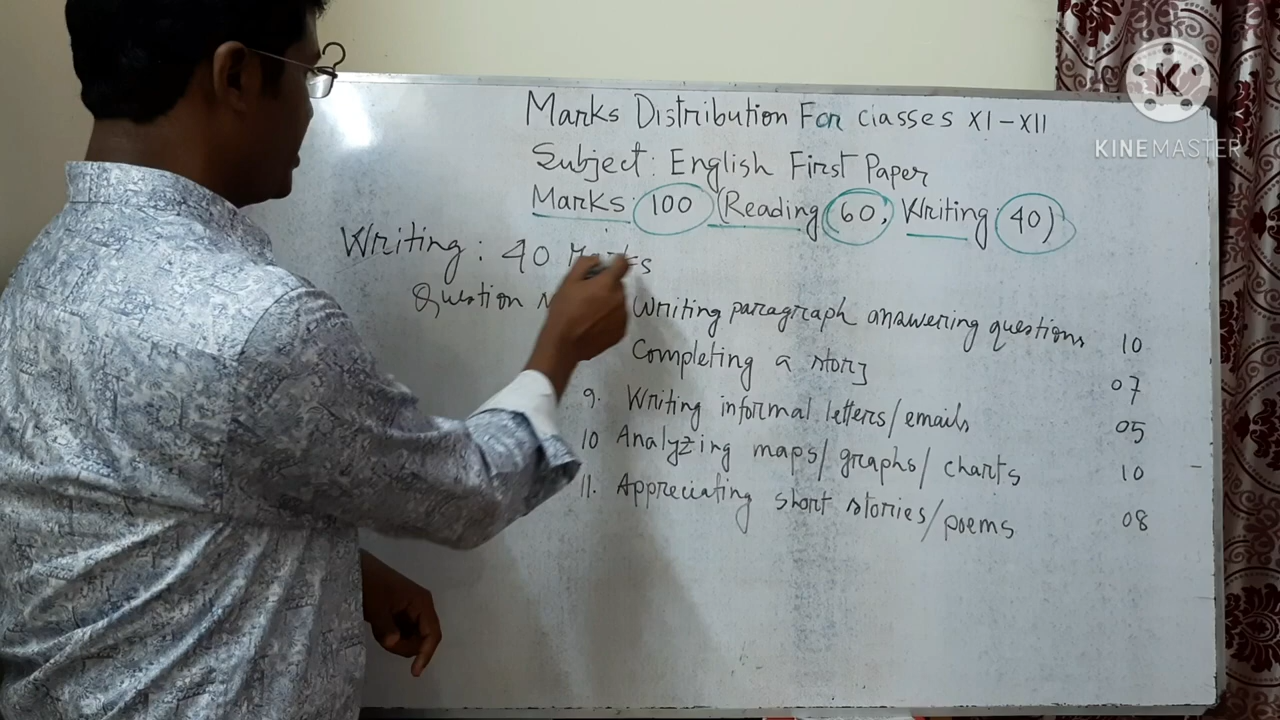 Marks Distribution For classes XI-XII
Subject: English First Paper
Marks: 100 (Reading 60, Writing 40)
Writing: 40 Marks
Question Writing paragraph answering questions 10
Completing a story 07
9. Writing informal letters/emails 05
10 Analyzing maps/graphs/charts 10
11. Appreciating short stories/poems 08
K
KINEMASTER